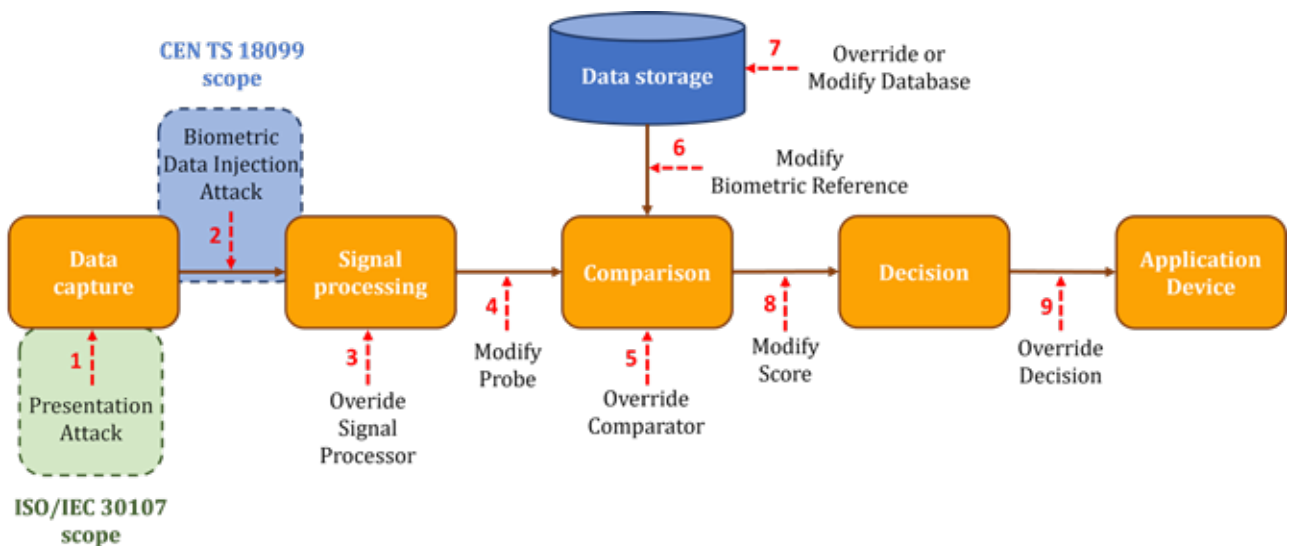 CEN TS 18099
scope
Biometric
Data Injection
Attack
2
Data storage
7
Override or
Modify Database
6
Modify
Biometric Reference
Data
capture
Signal
processing
Comparison
Decision
Application
Device
1
Presentation
Attack
ISO/IEC 30107
scope
3
Overide
Signal
Processor
4
Modify
Probe
5
Override
Comparator
8
Modify
Score
9
Override
Decision